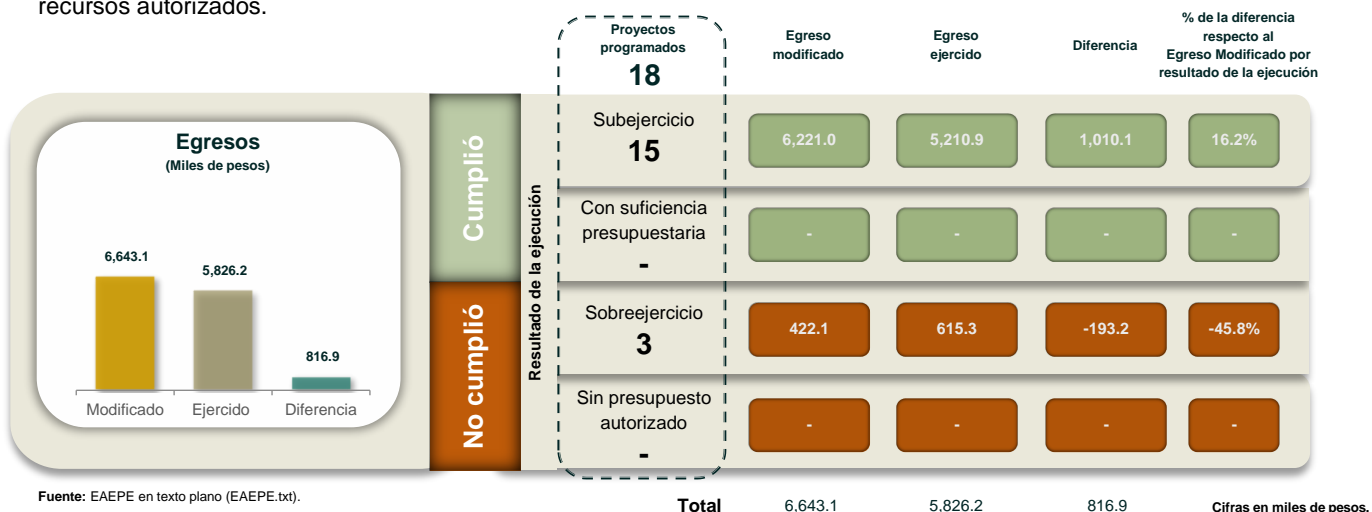 recursos autorizados.
Proyectos
programados
18
Egreso
modificado
Egreso
ejercido
Diferencia
% de la diferencia
respecto al
Egreso Modificado por
resultado de la ejecución
Egresos
(Miles de pesos)
6,643.1
5,826.2
816.9
Modificado
Ejercido
Diferencia
Cumplió
No cumplió
Resultado de la ejecución
Subejercicio
15
6,221.0
5,210.9
1,010.1
16.2%
Con suficiencia
presupuestaria
-
-
-
-
-
Sobreejercicio
3
422.1
615.3
-193.2
-45.8%
Sin presupuesto
autorizado
-
-
-
-
-
Fuente: EAEPE en texto plano (EAEPE.txt).
Total
6,643.1
5,826.2
816.9
Cifras en miles de pesos.